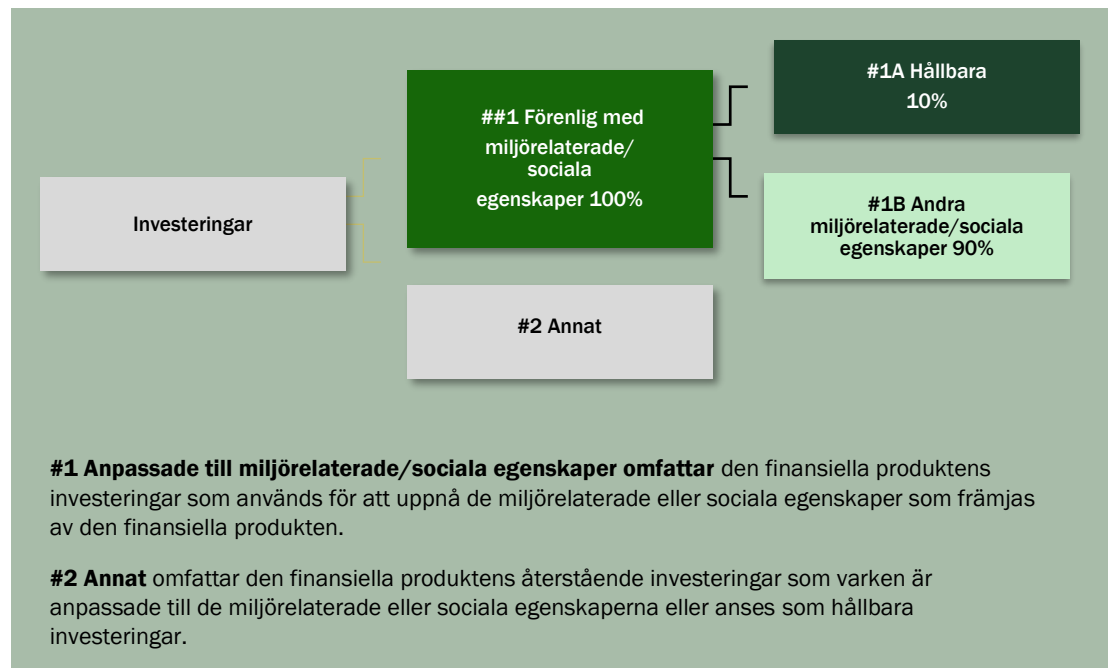 #1A Hållbara
10%
##1 Förenlig med
miljörelaterade/
sociala
egenskaper 100%
Investeringar
#1B Andra
miljörelaterade/sociala
egenskaper 90%
#2 Annat
#1 Anpassade till miljörelaterade/sociala egenskaper omfattar den finansiella produktens
investeringar som används för att uppnå de miljörelaterade eller sociala egenskaper som främjas
av den finansiella produkten.
#2 Annat omfattar den finansiella produktens återstående investeringar som varken är
anpassade till de miljörelaterade eller sociala egenskaperna eller anses som hållbara
investeringar.